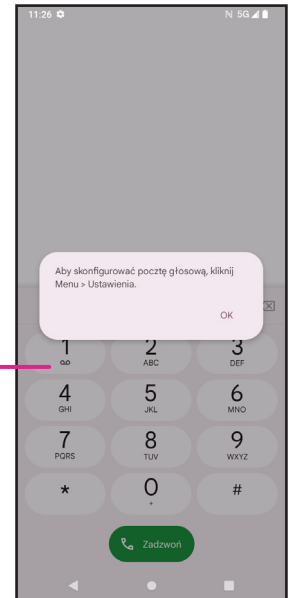 11:26 5G
Aby skonfigurować pocztę głosową, kliknij
Menu > Ustawienia.
OK
1 2 3
ABC DEF
4 5 6
GHI JKL MNO
7 8 9
PQRS TUV WXYZ
* 0 #
+
Zadzwoń